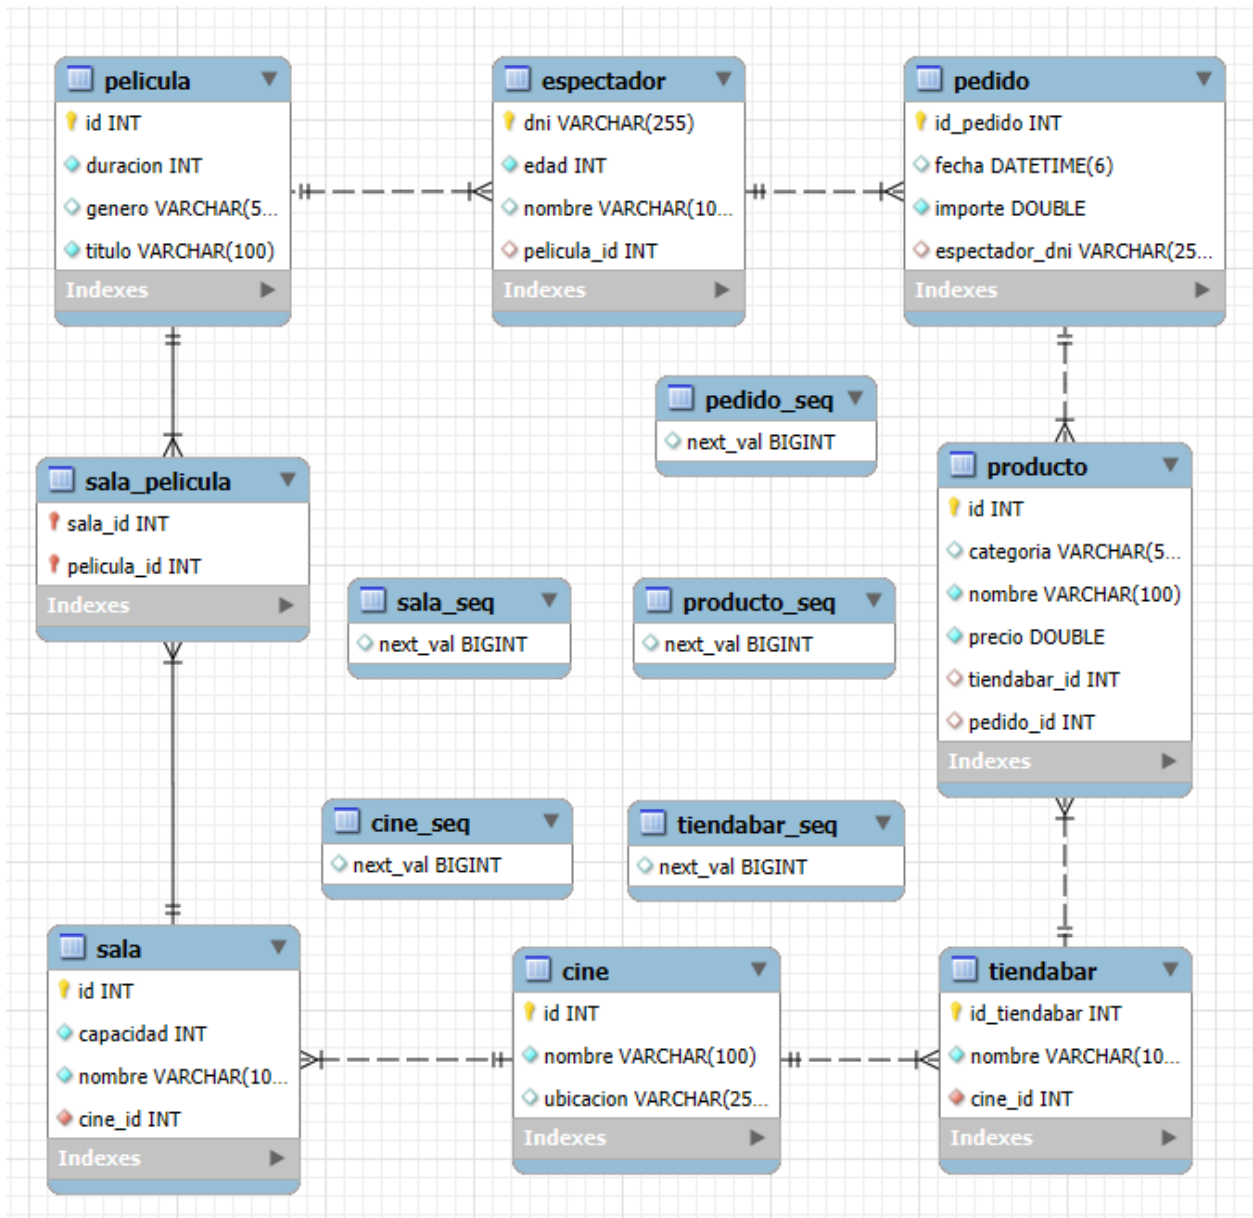 pelicula
id INT
duracion INT
genero VARCHAR(5...
titulo VARCHAR(100)
Indexes
espectador
dni VARCHAR(255)
edad INT
nombre VARCHAR(10...
pelicula_id INT
Indexes
pedido
id_pedido INT
fecha DATETIME(6)
importe DOUBLE
espectador_dni VARCHAR(25...
Indexes
pedido_seq
next_val BIGINT
sala_pelicula
sala_id INT
pelicula_id INT
Indexes
sala_seq
next_val BIGINT
producto_seq
next_val BIGINT
producto
id INT
categoria VARCHAR(5...
nombre VARCHAR(100)
precio DOUBLE
tiendabar_id INT
pedido_id INT
Indexes
cine_seq
next_val BIGINT
tiendabar_seq
next_val BIGINT
sala
id INT
capacidad INT
nombre VARCHAR(10...
cine_id INT
Indexes
cine
id INT
nombre VARCHAR(100)
ubicacion VARCHAR(25...
Indexes
tiendabar
id_tiendabar INT
nombre VARCHAR(10...
cine_id INT
Indexes